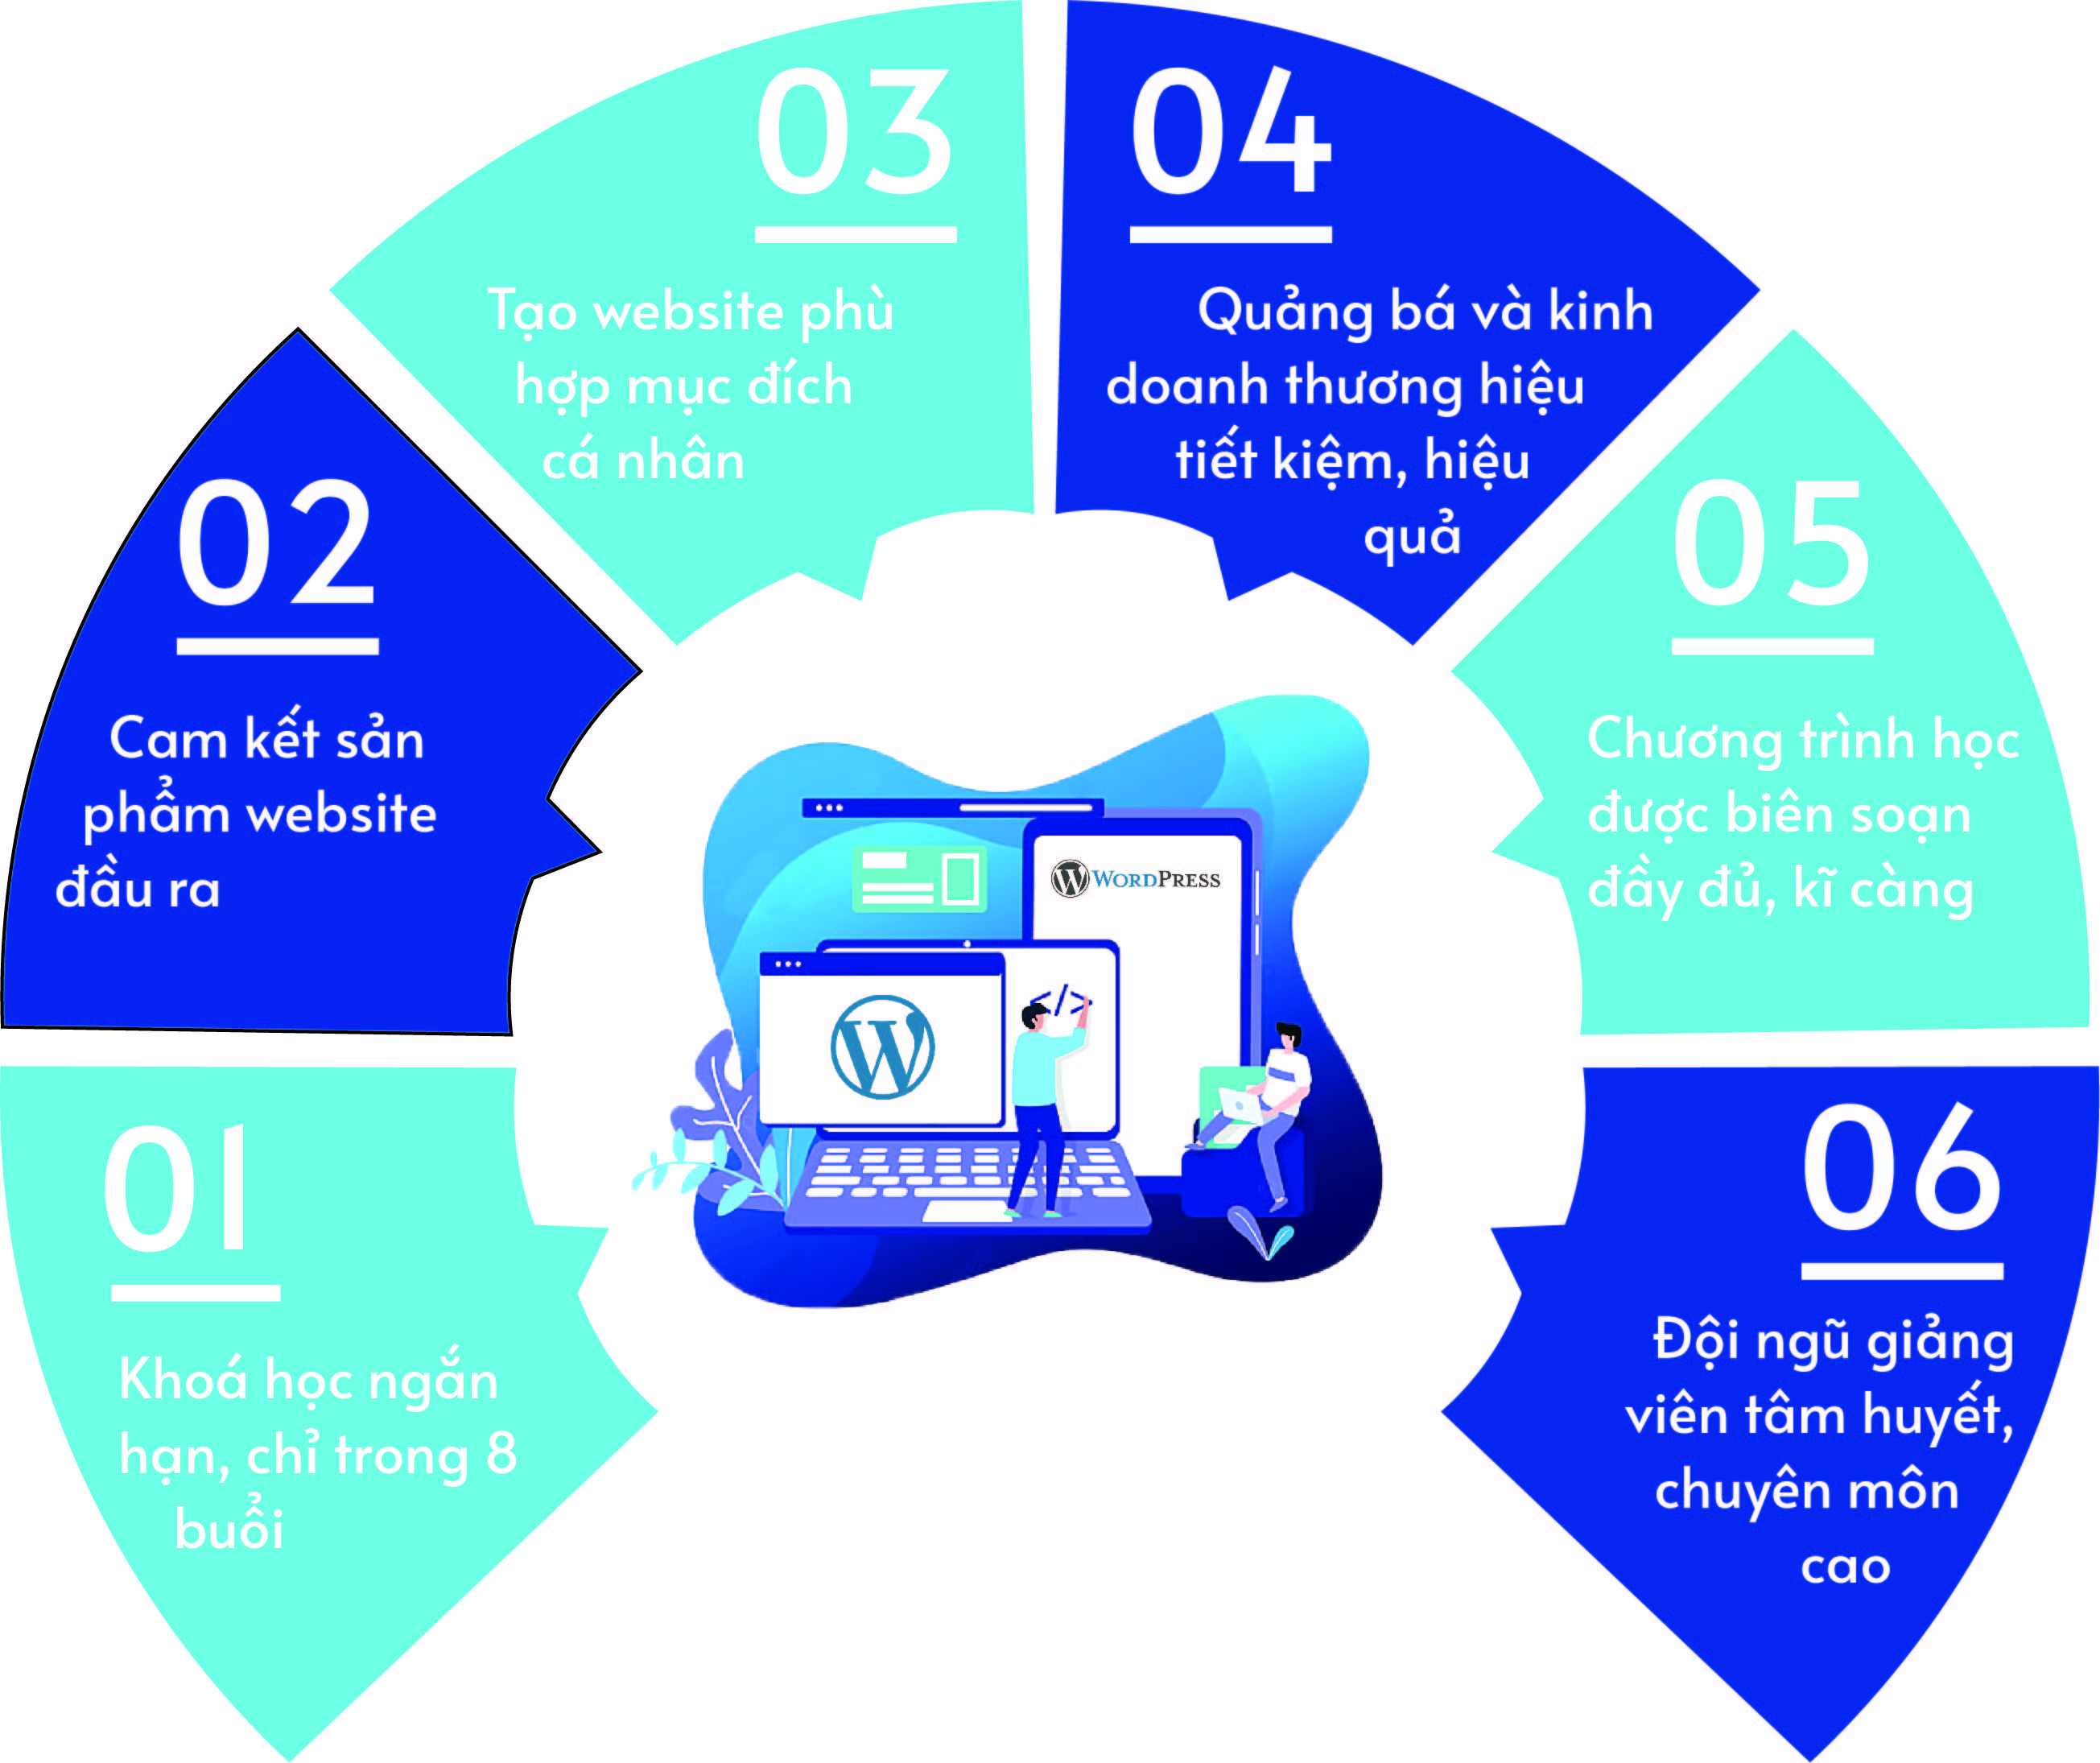 01
Khoá học ngắn
hạn, chỉ trong 8
buổi
02
Cam kết sản
phẩm website
đầu ra
03
Tạo website phù
hợp mục đích
cá nhân
04
Quảng bá và kinh
doanh thương hiệu
tiết kiệm, hiệu
quả
05
Chương trình học
được biên soạn
đầy đủ, kĩ càng
06
Đội ngũ giảng
viên tâm huyết,
chuyên môn
cao
WORDPRESS
W
</>